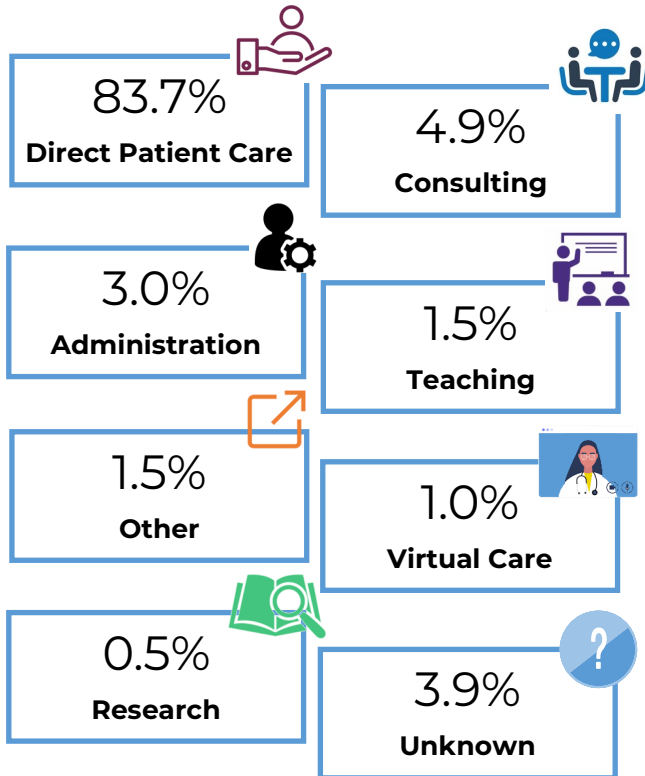 83.7%
Direct Patient Care
4.9%
Consulting
3.0%
Administration
1.5%
Teaching
1.5%
Other
1.0%
Virtual Care
0.5%
Research
?
3.9%
Unknown